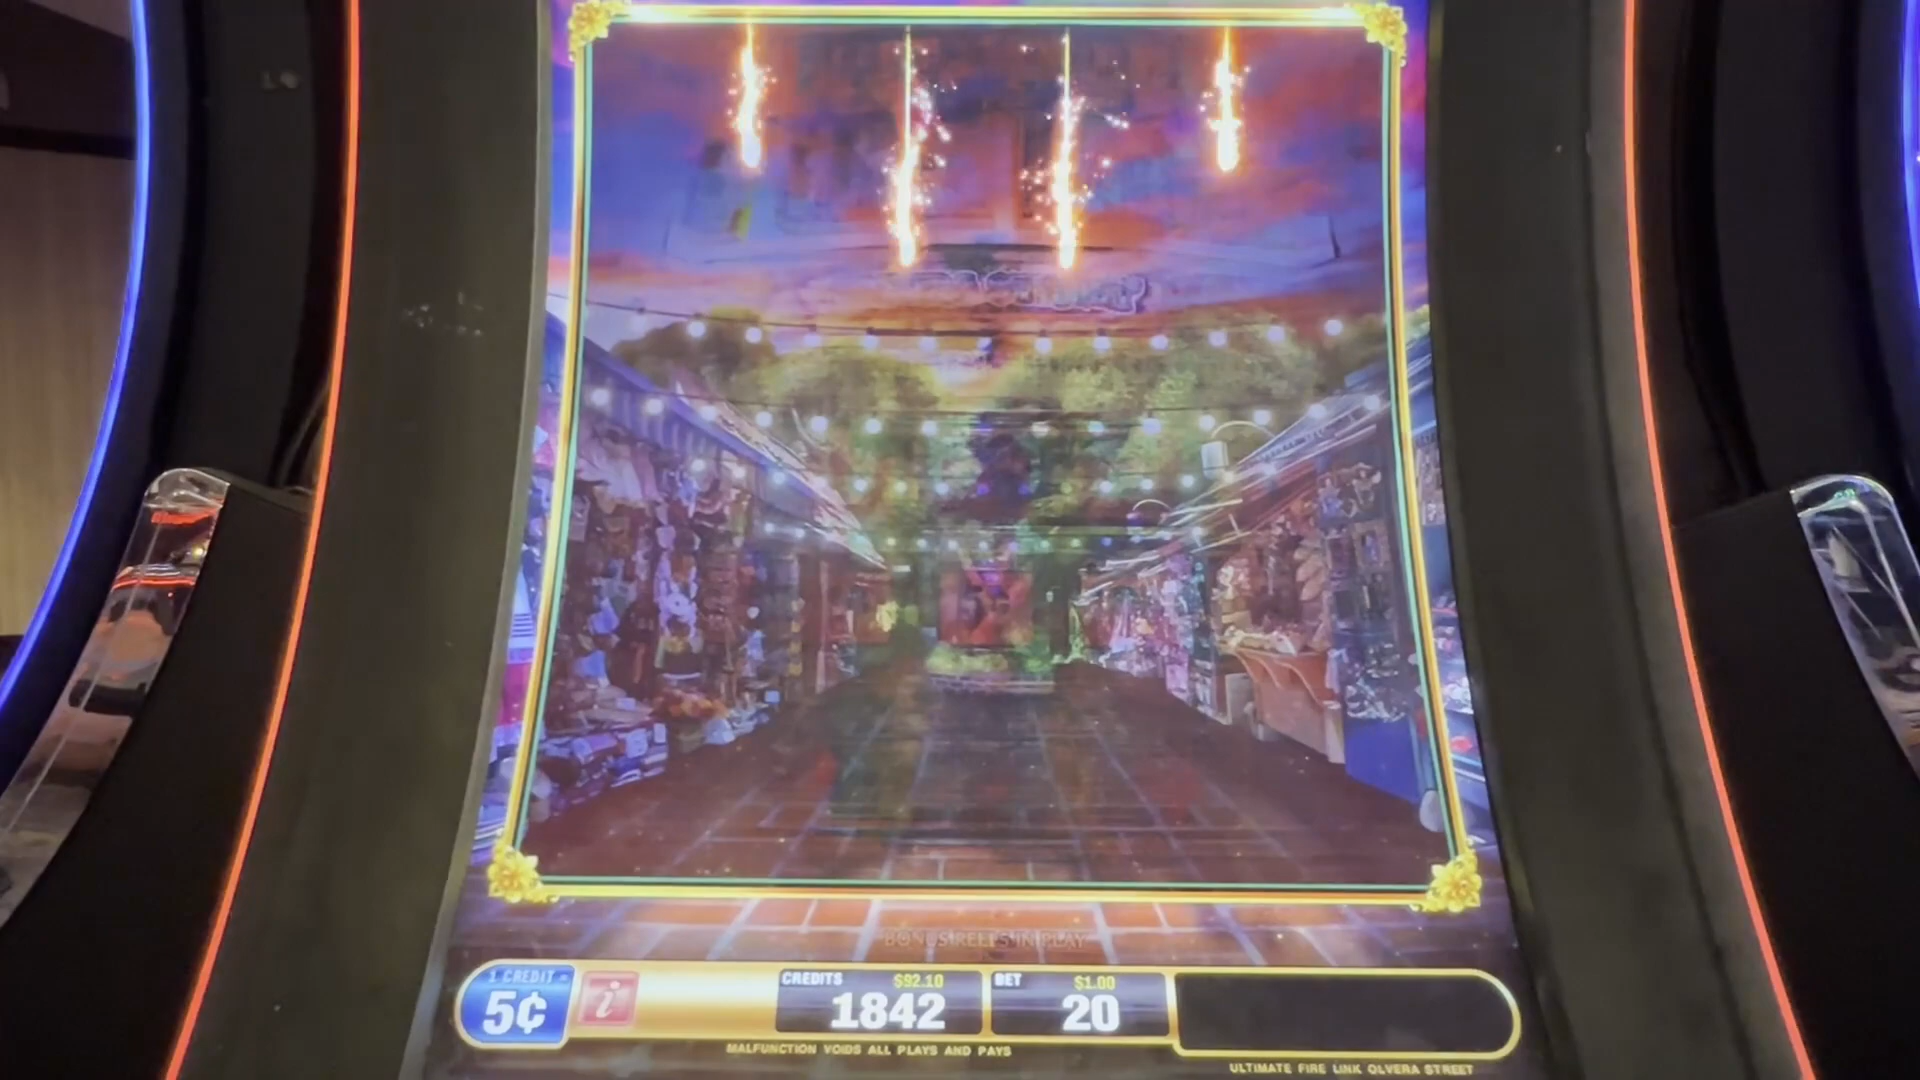 BONUS REELS IN PLAY
1 CREDIT =
5¢
i
CREDITS $92.10
1842
BET $1.00
20
MALFUNCTION VOIDS ALL PLAYS AND PAYS
ULTIMATE FIRE LINK OLVERA STREET